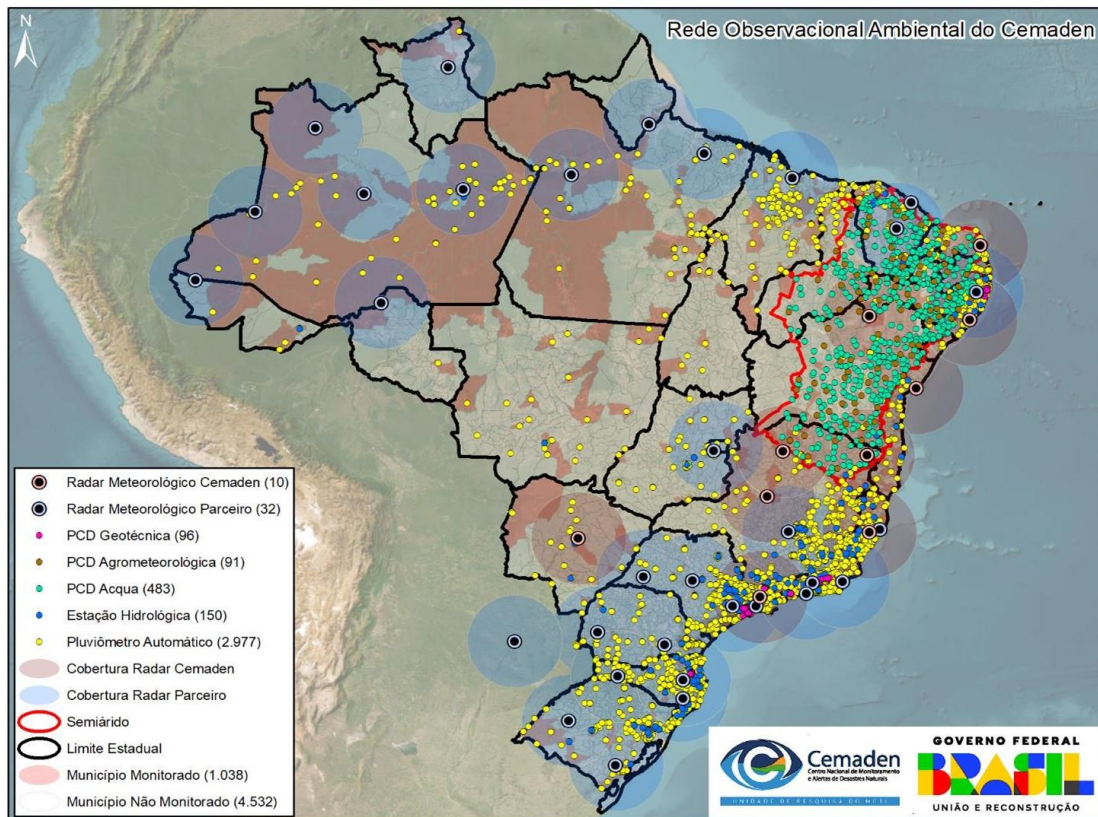 N
Rede Observacional Ambiental do Cemaden
Radar Meteorológico Cemaden (10)
Radar Meteorológico Parceiro (32)
PCD Geotécnica (96)
PCD Agrometeorológica (91)
PCD Acqua (483)
Estação Hidrológica (150)
Pluviômetro Automático (2.977)
Cobertura Radar Cemaden
Cobertura Radar Parceiro
Semiárido
Limite Estadual
Município Monitorado (1.038)
Município Não Monitorado (4.532)
Cemaden
Centro Nacional de Monitoramento
e Alertas de Desastres Naturais
UNIDADE DE PESQUISA DO MCTI
GOVERNO FEDERAL
BRASIL
UNIÃO E RECONSTRUÇÃO